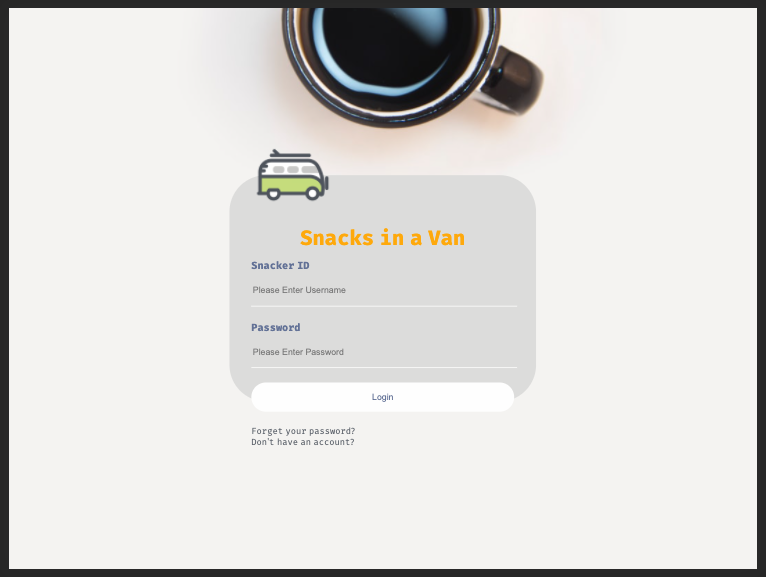 Snacks in a Van
Snacker ID
Please Enter Username
Password
Please Enter Password
Login
Forget your password?
Don't have an account?